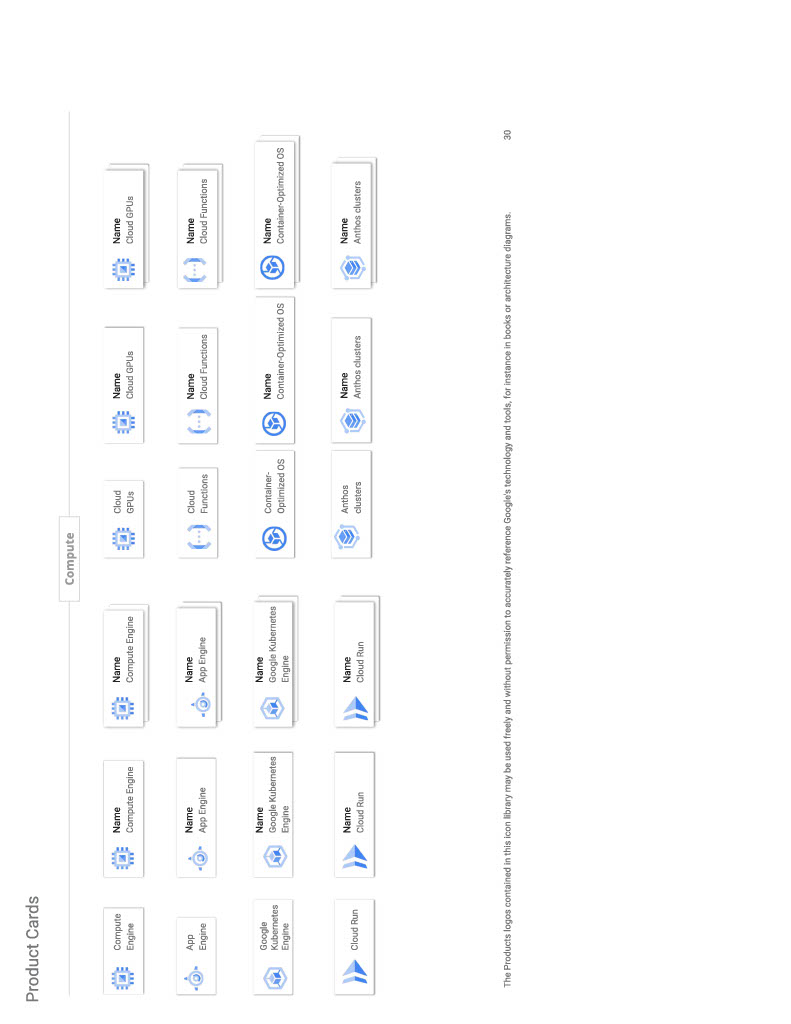 Product Cards
Compute
Compute
Engine
Name
Compute Engine
Name
Compute Engine
Cloud
GPUs
Name
Cloud GPUs
Name
Cloud GPUs
App
Engine
Name
App Engine
Name
App Engine
Cloud
Functions
Name
Cloud Functions
Name
Cloud Functions
Google
Kubernetes
Engine
Name
Google Kubernetes
Engine
Name
Google Kubernetes
Engine
Container-
Optimized OS
Name
Container-Optimized OS
Name
Container-Optimized OS
Cloud Run
Name
Cloud Run
Name
Cloud Run
Anthos
clusters
Name
Anthos clusters
Name
Anthos clusters
The Products logos contained in this icon library may be used freely and without permission to accurately reference Google's technology and tools, for instance in books or architecture diagrams.
30